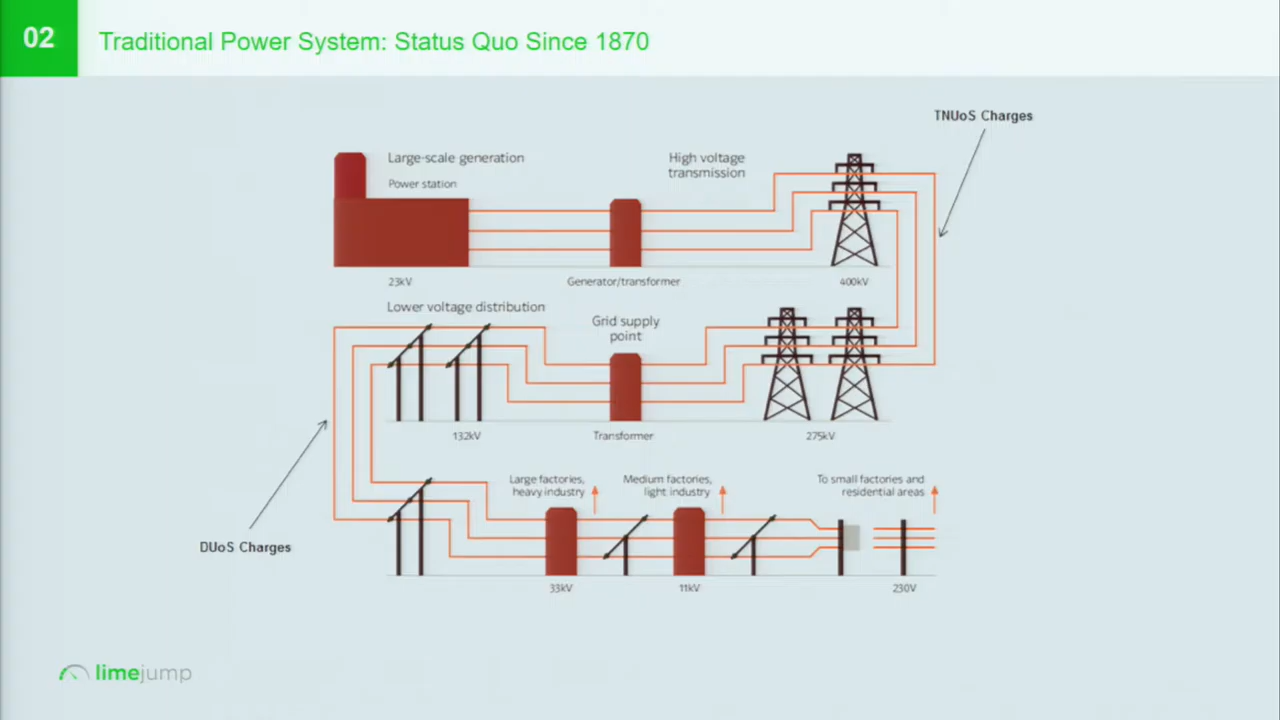 02
Traditional Power System: Status Quo Since 1870
TNUoS Charges
Large-scale generation
Power station
High voltage
transmission
23kV
Generator/transformer
400kV
Lower voltage distribution
Grid supply
point
132kV
Transformer
275kV
Large factories,
heavy industry
Medium factories,
light industry
To small factories and
residential areas
DUoS Charges
33kV
11kV
230V
limejump